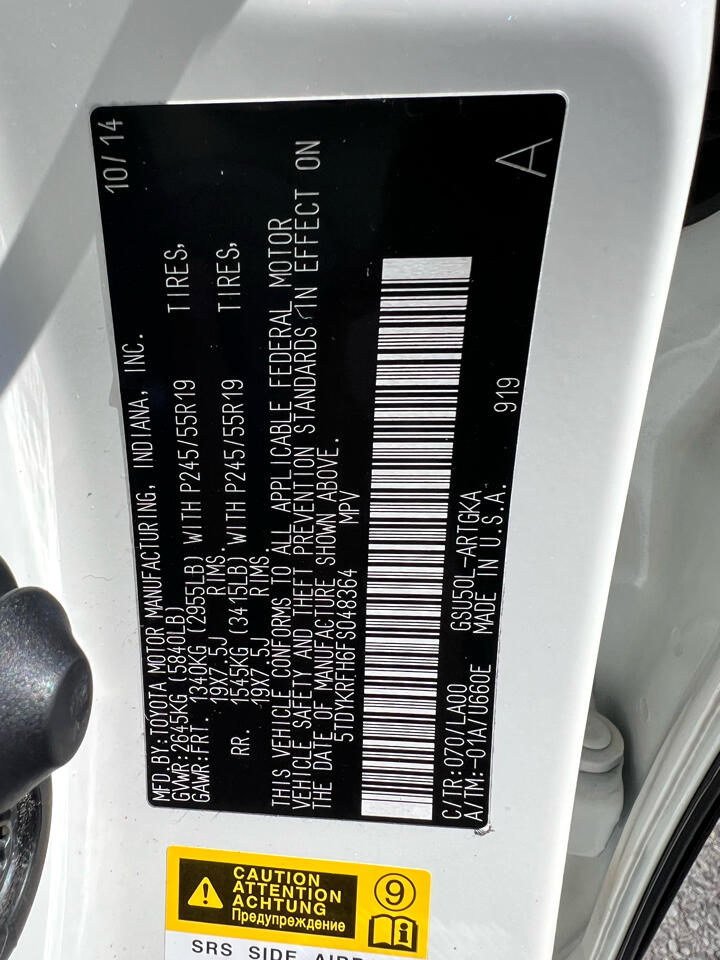 MFD.BY:TOYOTA MOTOR MANUFACTURING, INDIANA, INC. 10/14
GVWR:2645KG (5840LB)
GAWR:FRT. 1340KG (2955LB) WITH P245/55R19 TIRES,
19X7.5J RIMS.
RR. 1545KG (3415LB) WITH P245/55R19 TIRES,
19X7.5J RIMS.
THIS VEHICLE CONFORMS TO ALL APPLICABLE FEDERAL MOTOR
VEHICLE SAFETY AND THEFT PREVENTION STANDARDS IN EFFECT ON
THE DATE OF MANUFACTURE SHOWN ABOVE.
5TDYKRFH6FS048364 MPV
C/TR:070/LA00 GSU50L-ARTGKA
A/TM:-01A/U660E MADE IN U.S.A. 919
A
CAUTION
ATTENTION
ACHTUNG
Предупреждение
9
i
SRS SIDE